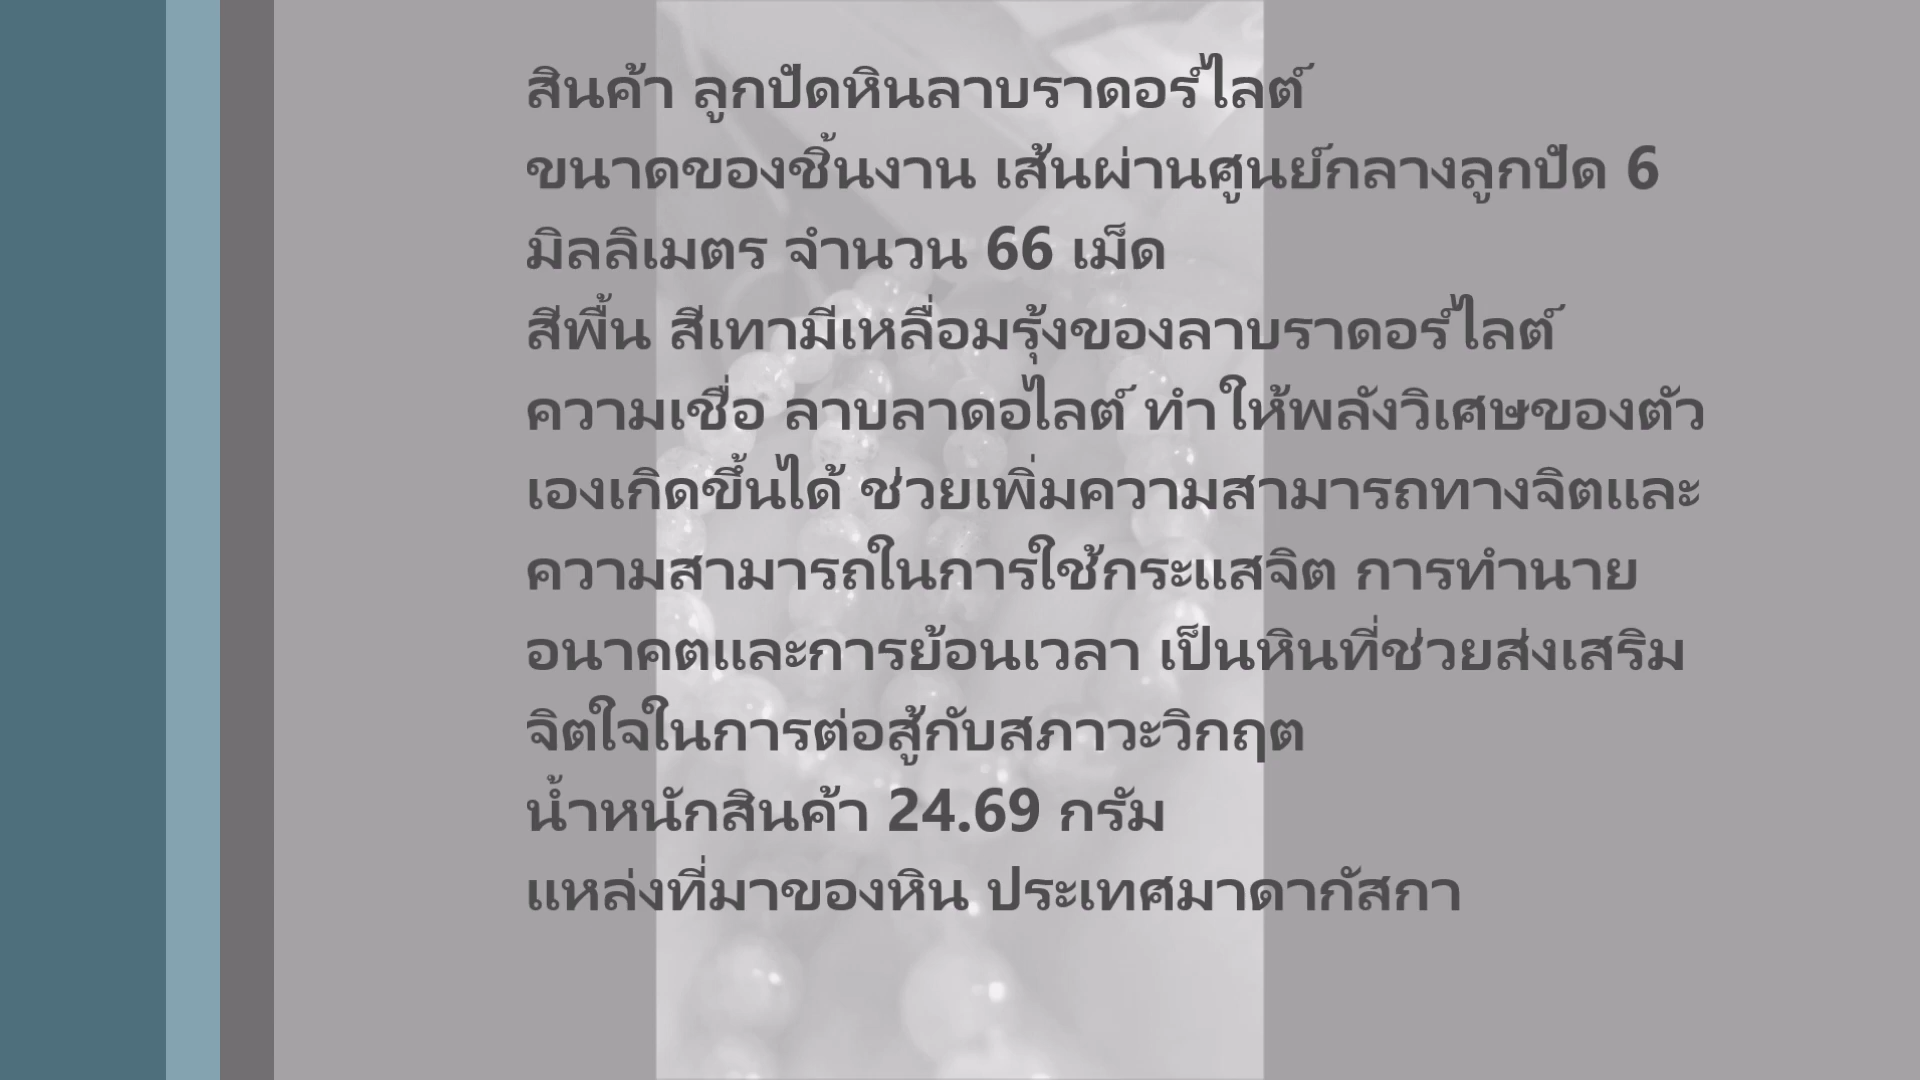 สินค้า ลูกปัดหินลาบราดอร์ไลต์
ขนาดของชิ้นงาน เส้นผ่านศูนย์กลางลูกปัด 6
มิลลิเมตร จำนวน 66 เม็ด
สีพื้น สีเทามีเหลื่อมรุ้งของลาบราดอร์ไลต์
ความเชื่อ ลาบลาดอไลต์ ทำให้พลังวิเศษของตัว
เองเกิดขึ้นได้ ช่วยเพิ่มความสามารถทางจิตและ
ความสามารถในการใช้กระแสจิต การทำนาย
อนาคตและการย้อนเวลา เป็นหินที่ช่วยส่งเสริม
จิตใจในการต่อสู้กับสภาวะวิกฤต
น้ำหนักสินค้า 24.69 กรัม
แหล่งที่มาของหิน ประเทศมาดากัสกา